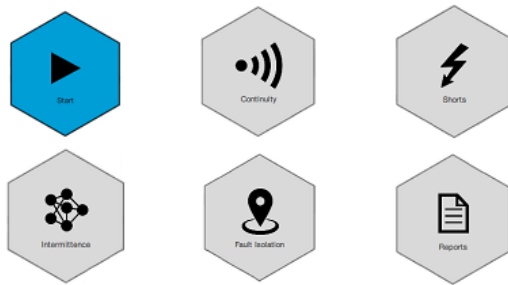 Start
Continuity
Shorts
Intermittence
Fault Isolation
Reports